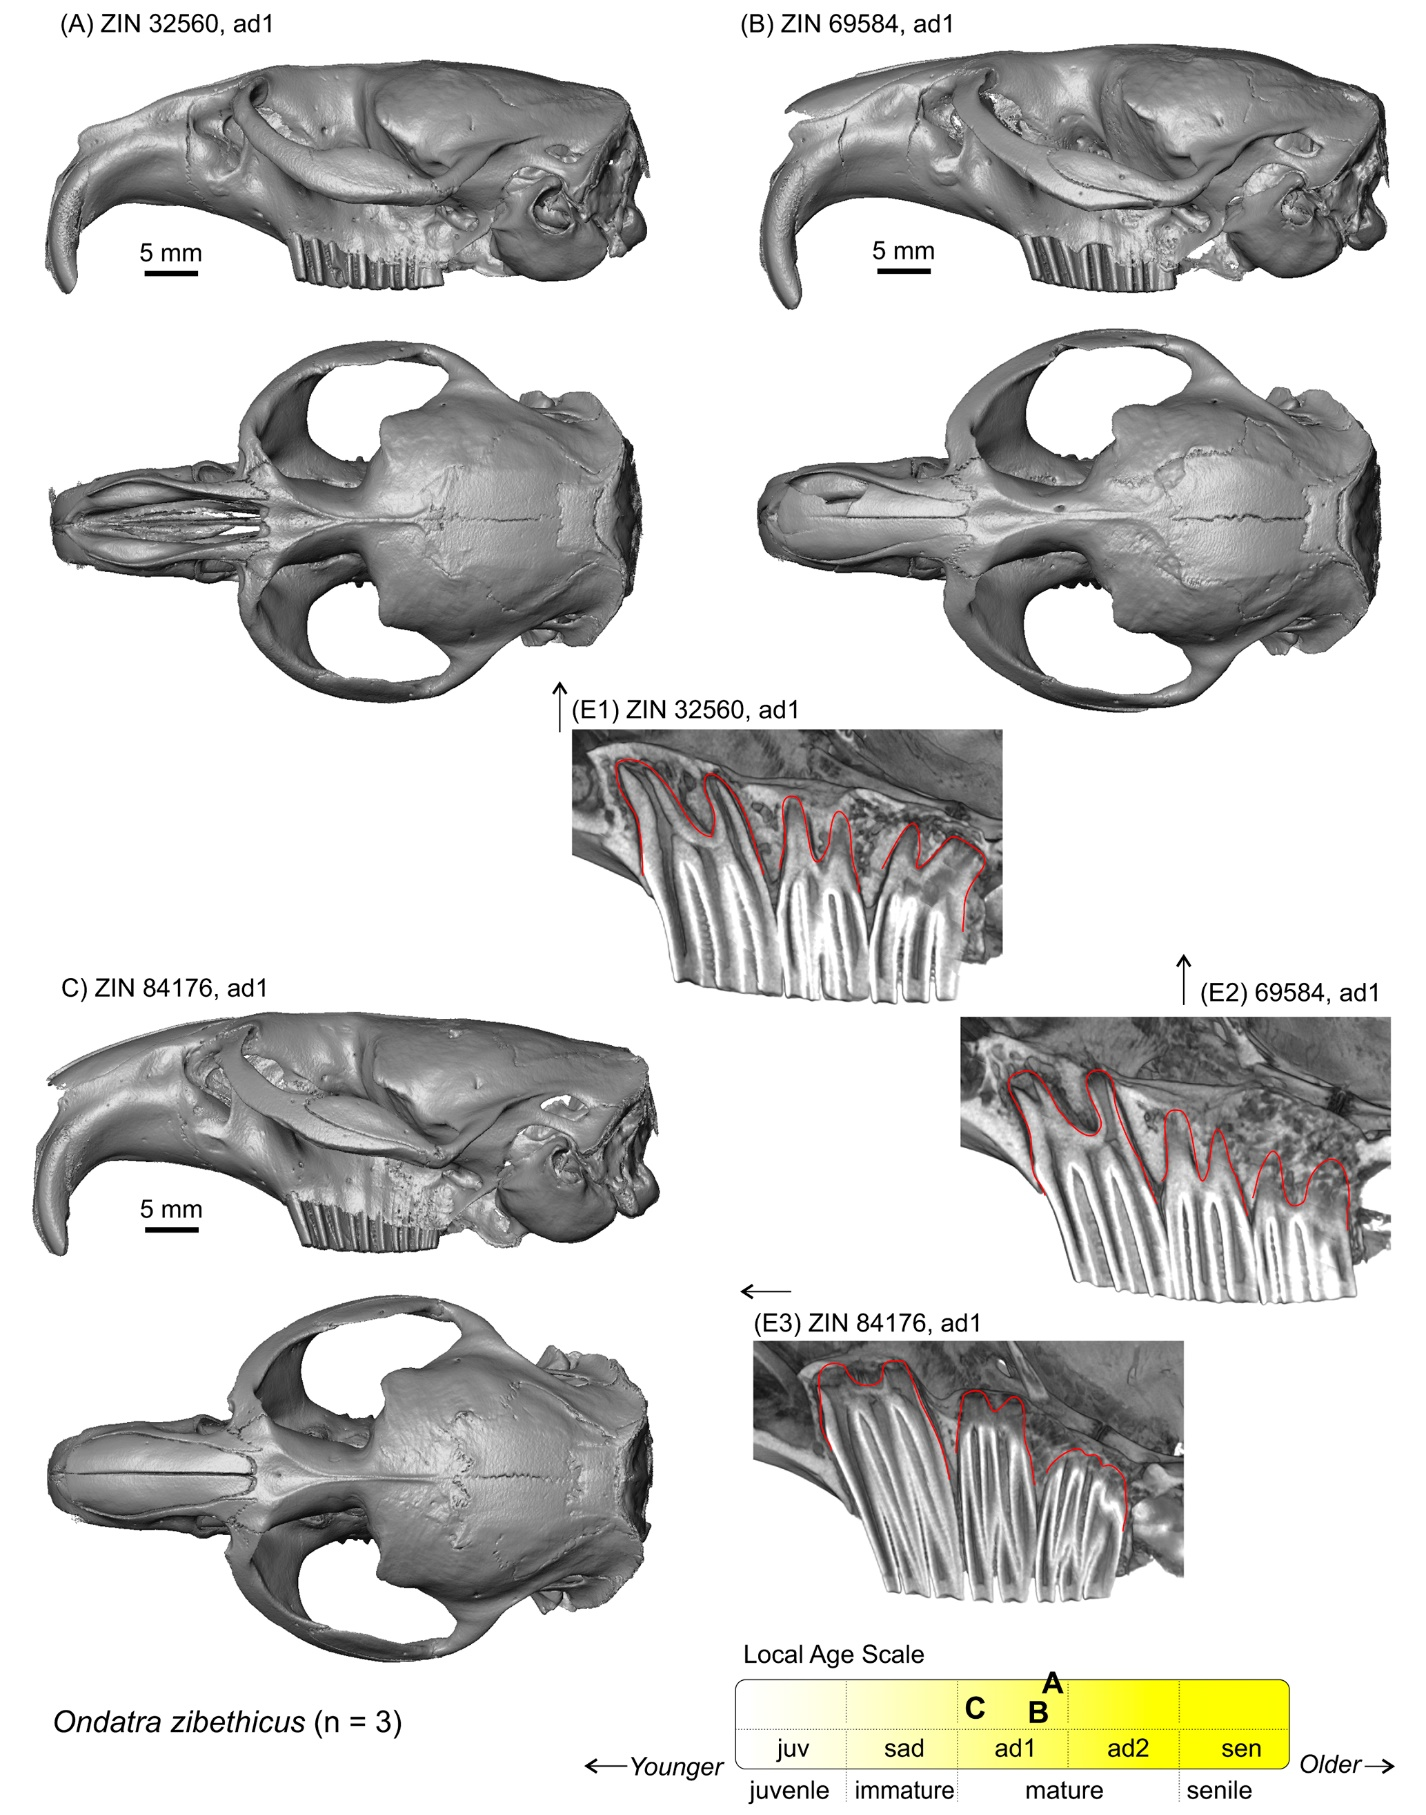 (A) ZIN 32560, ad1
(B) ZIN 69584, ad1
5 mm
5 mm
(E1) ZIN 32560, ad1
C) ZIN 84176, ad1
(E2) 69584, ad1
5 mm
(E3) ZIN 84176, ad1
Local Age Scale
A
C B
Ondatra zibethicus (n = 3)
juv sad ad1 ad2 sen
←Younger Older→
juvenle immature mature senile